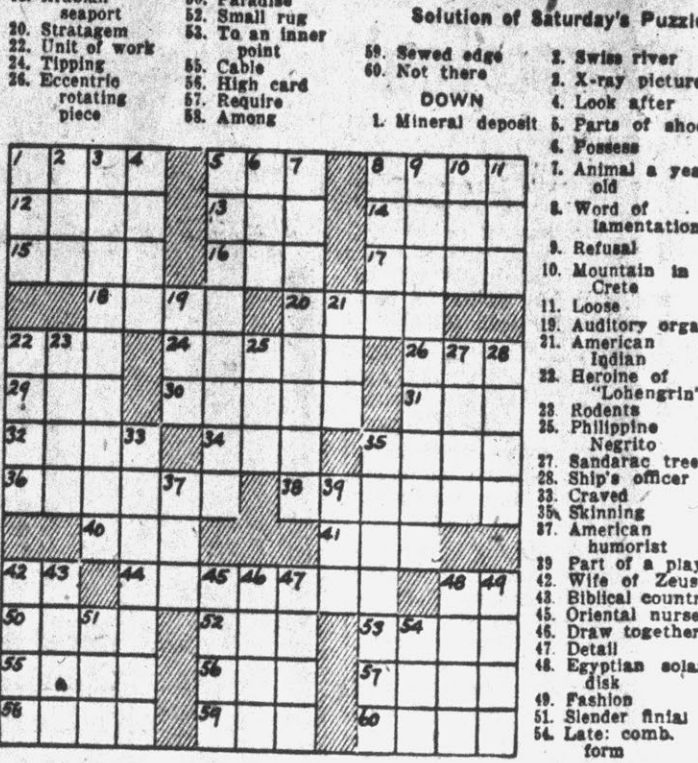 seaport
20. Stratagem
22. Unit of work
24. Tipping
26. Eccentric
rotating
piece
50. Paradise
52. Small rug
53. To an inner
point
55. Cable
56. High card
57. Require
58. Among
Solution of Saturday's Puzzle
59. Sewed edge
60. Not there
DOWN
1. Mineral deposit
2. Swiss river
3. X-ray picture
4. Look after
5. Parts of shoe
6. Possess
7. Animal a yea
old
8. Word of
lamentation
9. Refusal
10. Mountain in
Crete
11. Loose
19. Auditory orga
21. American
Indian
22. Heroine of
"Lohengrin"
23. Rodents
25. Philippine
Negrito
27. Sandarac tree
28. Ship's officer
33. Craved
35. Skinning
37. American
humorist
39 Part of a play
42. Wife of Zeus
43. Biblical countr
45. Oriental nurse
46. Draw together
47. Detail
48. Egyptian sola
disk
49. Fashion
51. Slender finial
54. Late: comb.
form
1 2 3 4 5 6 7 8 9 10 11
12 13 14
15 16 17
18 19 20 21
22 23 24 25 26 27 28
29 30 31
32 33 34 35
36 37 38 39
40 41
42 43 44 45 46 47 48 49
50 51 52 53 54
55 56 57
58 59 60